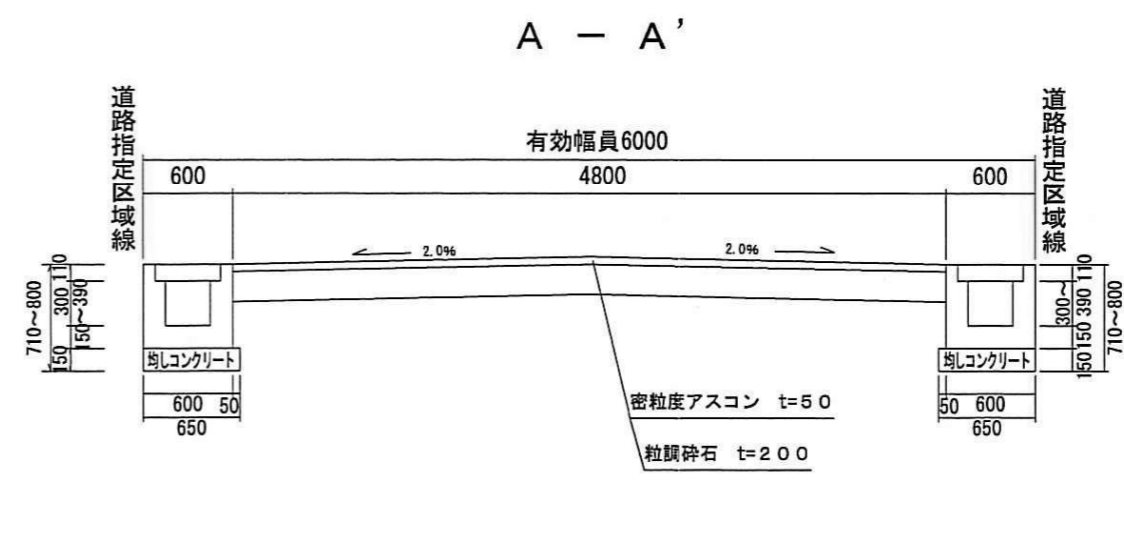 A － A’
道路指定区域線
道路指定区域線
有効幅員6000
600
4800
600
2.0%
2.0%
110
300～390
150
150
710～800
110
300～390
150
150
710～800
均しコンクリート
均しコンクリート
600
50
650
50
600
650
密粒度アスコン t=50
粒調砕石 t=200